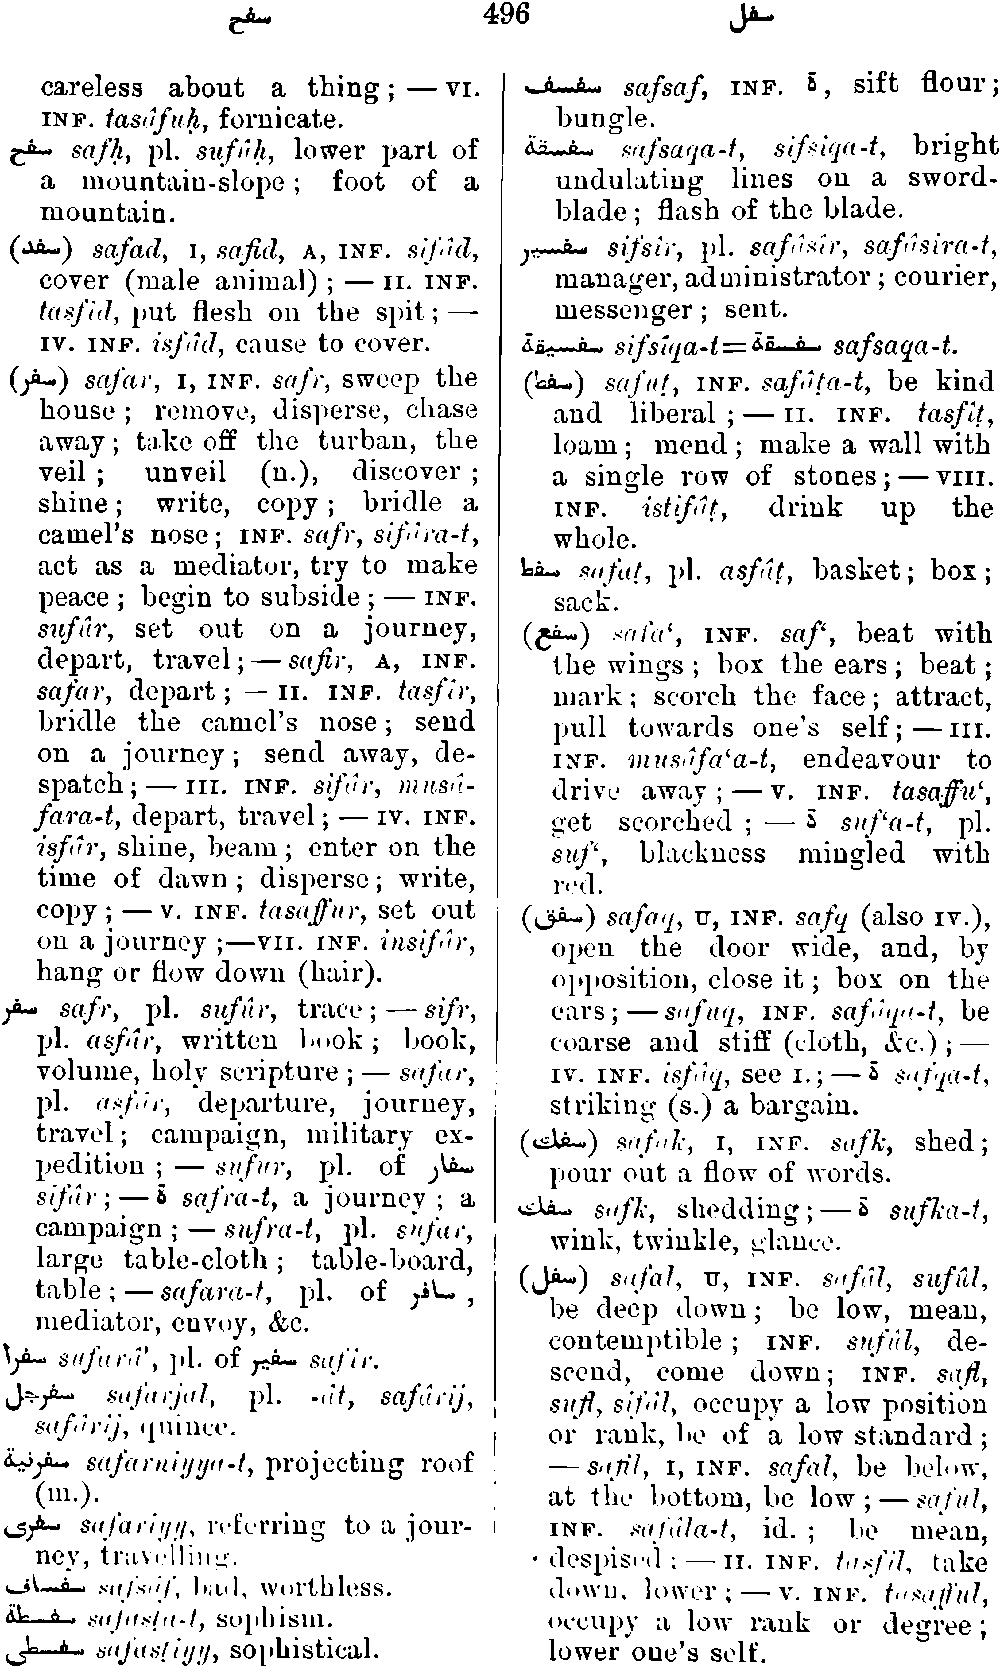 سفح 496 سفل
careless about a thing; — VI.
INF. tasâfuḥ, fornicate.
سفح safḥ, pl. sufûḥ, lower part of
a mountain-slope; foot of a
mountain.
(سفد) safad, I, safid, A, INF. sifâd,
cover (male animal); — II. INF.
tasfîd, put flesh on the spit; —
IV. INF. isfâd, cause to cover.
(سفر) safar, I, INF. safr, sweep the
house; remove, disperse, chase
away; take off the turban, the
veil; unveil (n.), discover;
shine; write, copy; bridle a
camel's nose; INF. safr, sifâra-t,
act as a mediator, try to make
peace; begin to subside; — INF.
sufûr, set out on a journey,
depart, travel; — safir, A, INF.
safar, depart; — II. INF. tasfîr,
bridle the camel's nose; send
on a journey; send away, de-
spatch; — III. INF. sifâr, musâ-
fara-t, depart, travel; — IV. INF.
isfâr, shine, beam; enter on the
time of dawn; disperse; write,
copy; — V. INF. tasaffur, set out
on a journey; — VII. INF. insifâr,
hang or flow down (hair).
سفر safr, pl. sufûr, trace; — sifr,
pl. asfâr, written book; book,
volume, holy scripture; — safar,
pl. asfâr, departure, journey,
travel; campaign, military ex-
pedition; — sufur, pl. of سفار
sifâr; — ة safra-t, a journey; a
campaign; — sufra-t, pl. sufar,
large table-cloth; table-board,
table; — safara-t, pl. of سافر,
mediator, envoy, &c.
سفرا sufarâ', pl. of سفير safîr.
سفرجل safarjal, pl. -ât, safârij,
safârîj, quince.
سفرنية safarniyya-t, projecting roof
(m.).
سفرى safariyy, referring to a jour-
ney, travelling.
سفساف safsâf, bad, worthless.
سفسطة safasṭa-t, sophism.
سفسطى safasṭiyy, sophistical.
سفسف safsaf, INF. ة, sift flour;
bungle.
سفسقة safsaqa-t, sifsiqa-t, bright
undulating lines on a sword-
blade; flash of the blade.
سفسير sifsîr, pl. safâsîr, safâsira-t,
manager, administrator; courier,
messenger; sent.
سفسيقة sifsîqa-t = سفسقة safsaqa-t.
(سفط) safuṭ, INF. safâṭa-t, be kind
and liberal; — II. INF. tasfîṭ,
loam; mend; make a wall with
a single row of stones; — VIII.
INF. istifâṭ, drink up the
whole.
سفط safaṭ, pl. asfâṭ, basket; box;
sack.
(سفع) safa‘, INF. saf‘, beat with
the wings; box the ears; beat;
mark; scorch the face; attract,
pull towards one's self; — III.
INF. musâfa‘a-t, endeavour to
drive away; — V. INF. tasaffu‘,
get scorched; — ة suf‘a-t, pl.
suf‘, blackness mingled with
red.
(سفق) safaq, U, INF. safq (also IV.),
open the door wide, and, by
opposition, close it; box on the
ears; — safuq, INF. safâqa-t, be
coarse and stiff (cloth, &c.); —
IV. INF. isfâq, see I.; — ة safqa-t,
striking (s.) a bargain.
(سفك) safak, I, INF. safk, shed;
pour out a flow of words.
سفك safk, shedding; — ة sufka-t,
wink, twinkle, glance.
(سفل) safal, U, INF. safâl, sufûl,
be deep down; be low, mean,
contemptible; INF. sufûl, de-
scend, come down; INF. safl,
sufl, sifâl, occupy a low position
or rank, be of a low standard;
— safil, I, INF. safal, be below,
at the bottom, be low; — saful,
INF. safâla-t, id.; be mean,
despised; — II. INF. tasfîl, take
down, lower; — V. INF. tasafful,
occupy a low rank or degree;
lower one's self.